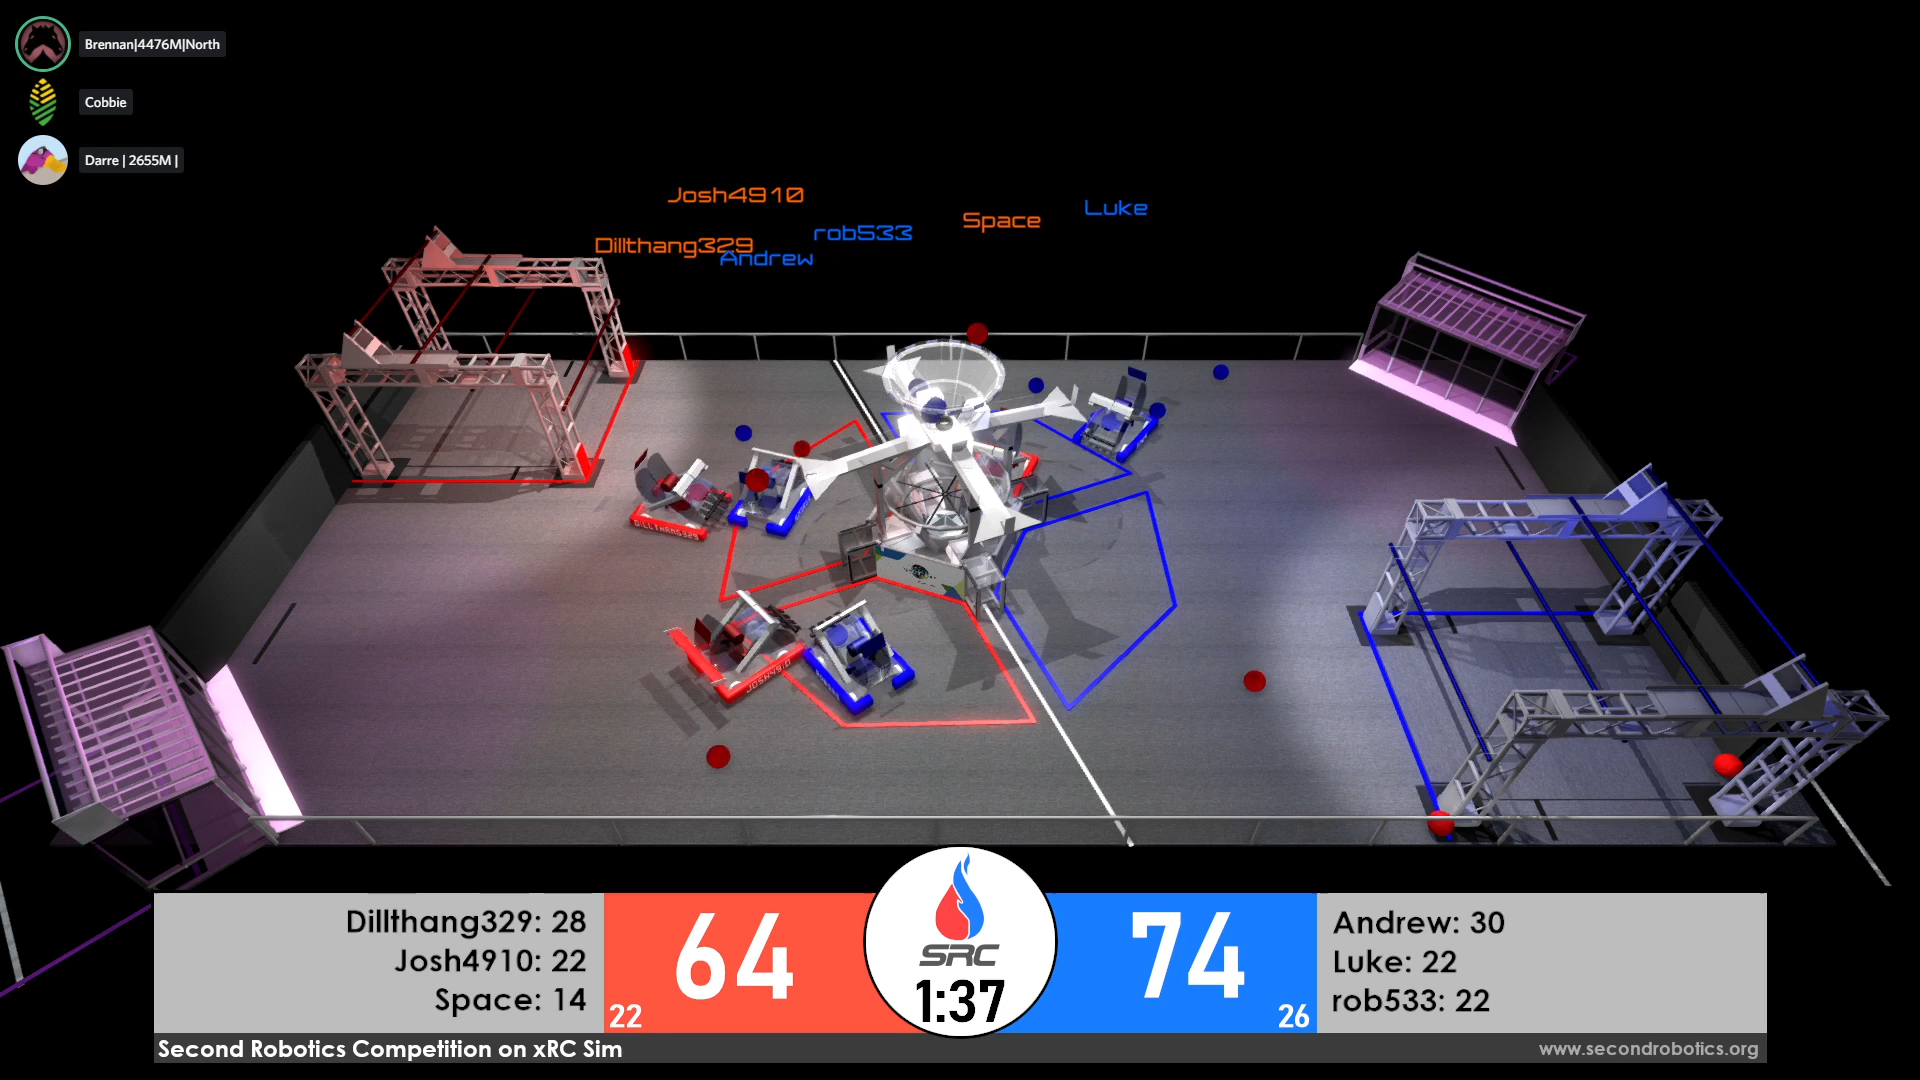 Brennan|4476M|North
Cobbie
Darre | 2655M |
Josh4910
Luke
Space
rob533
Dillthang329
Andrew
DILLTHANG329
JOSH4910
Dillthang329: 28
Josh4910: 22
Space: 14
22
64
SRC
1:37
74
26
Andrew: 30
Luke: 22
rob533: 22
Second Robotics Competition on xRC Sim
www.secondrobotics.org